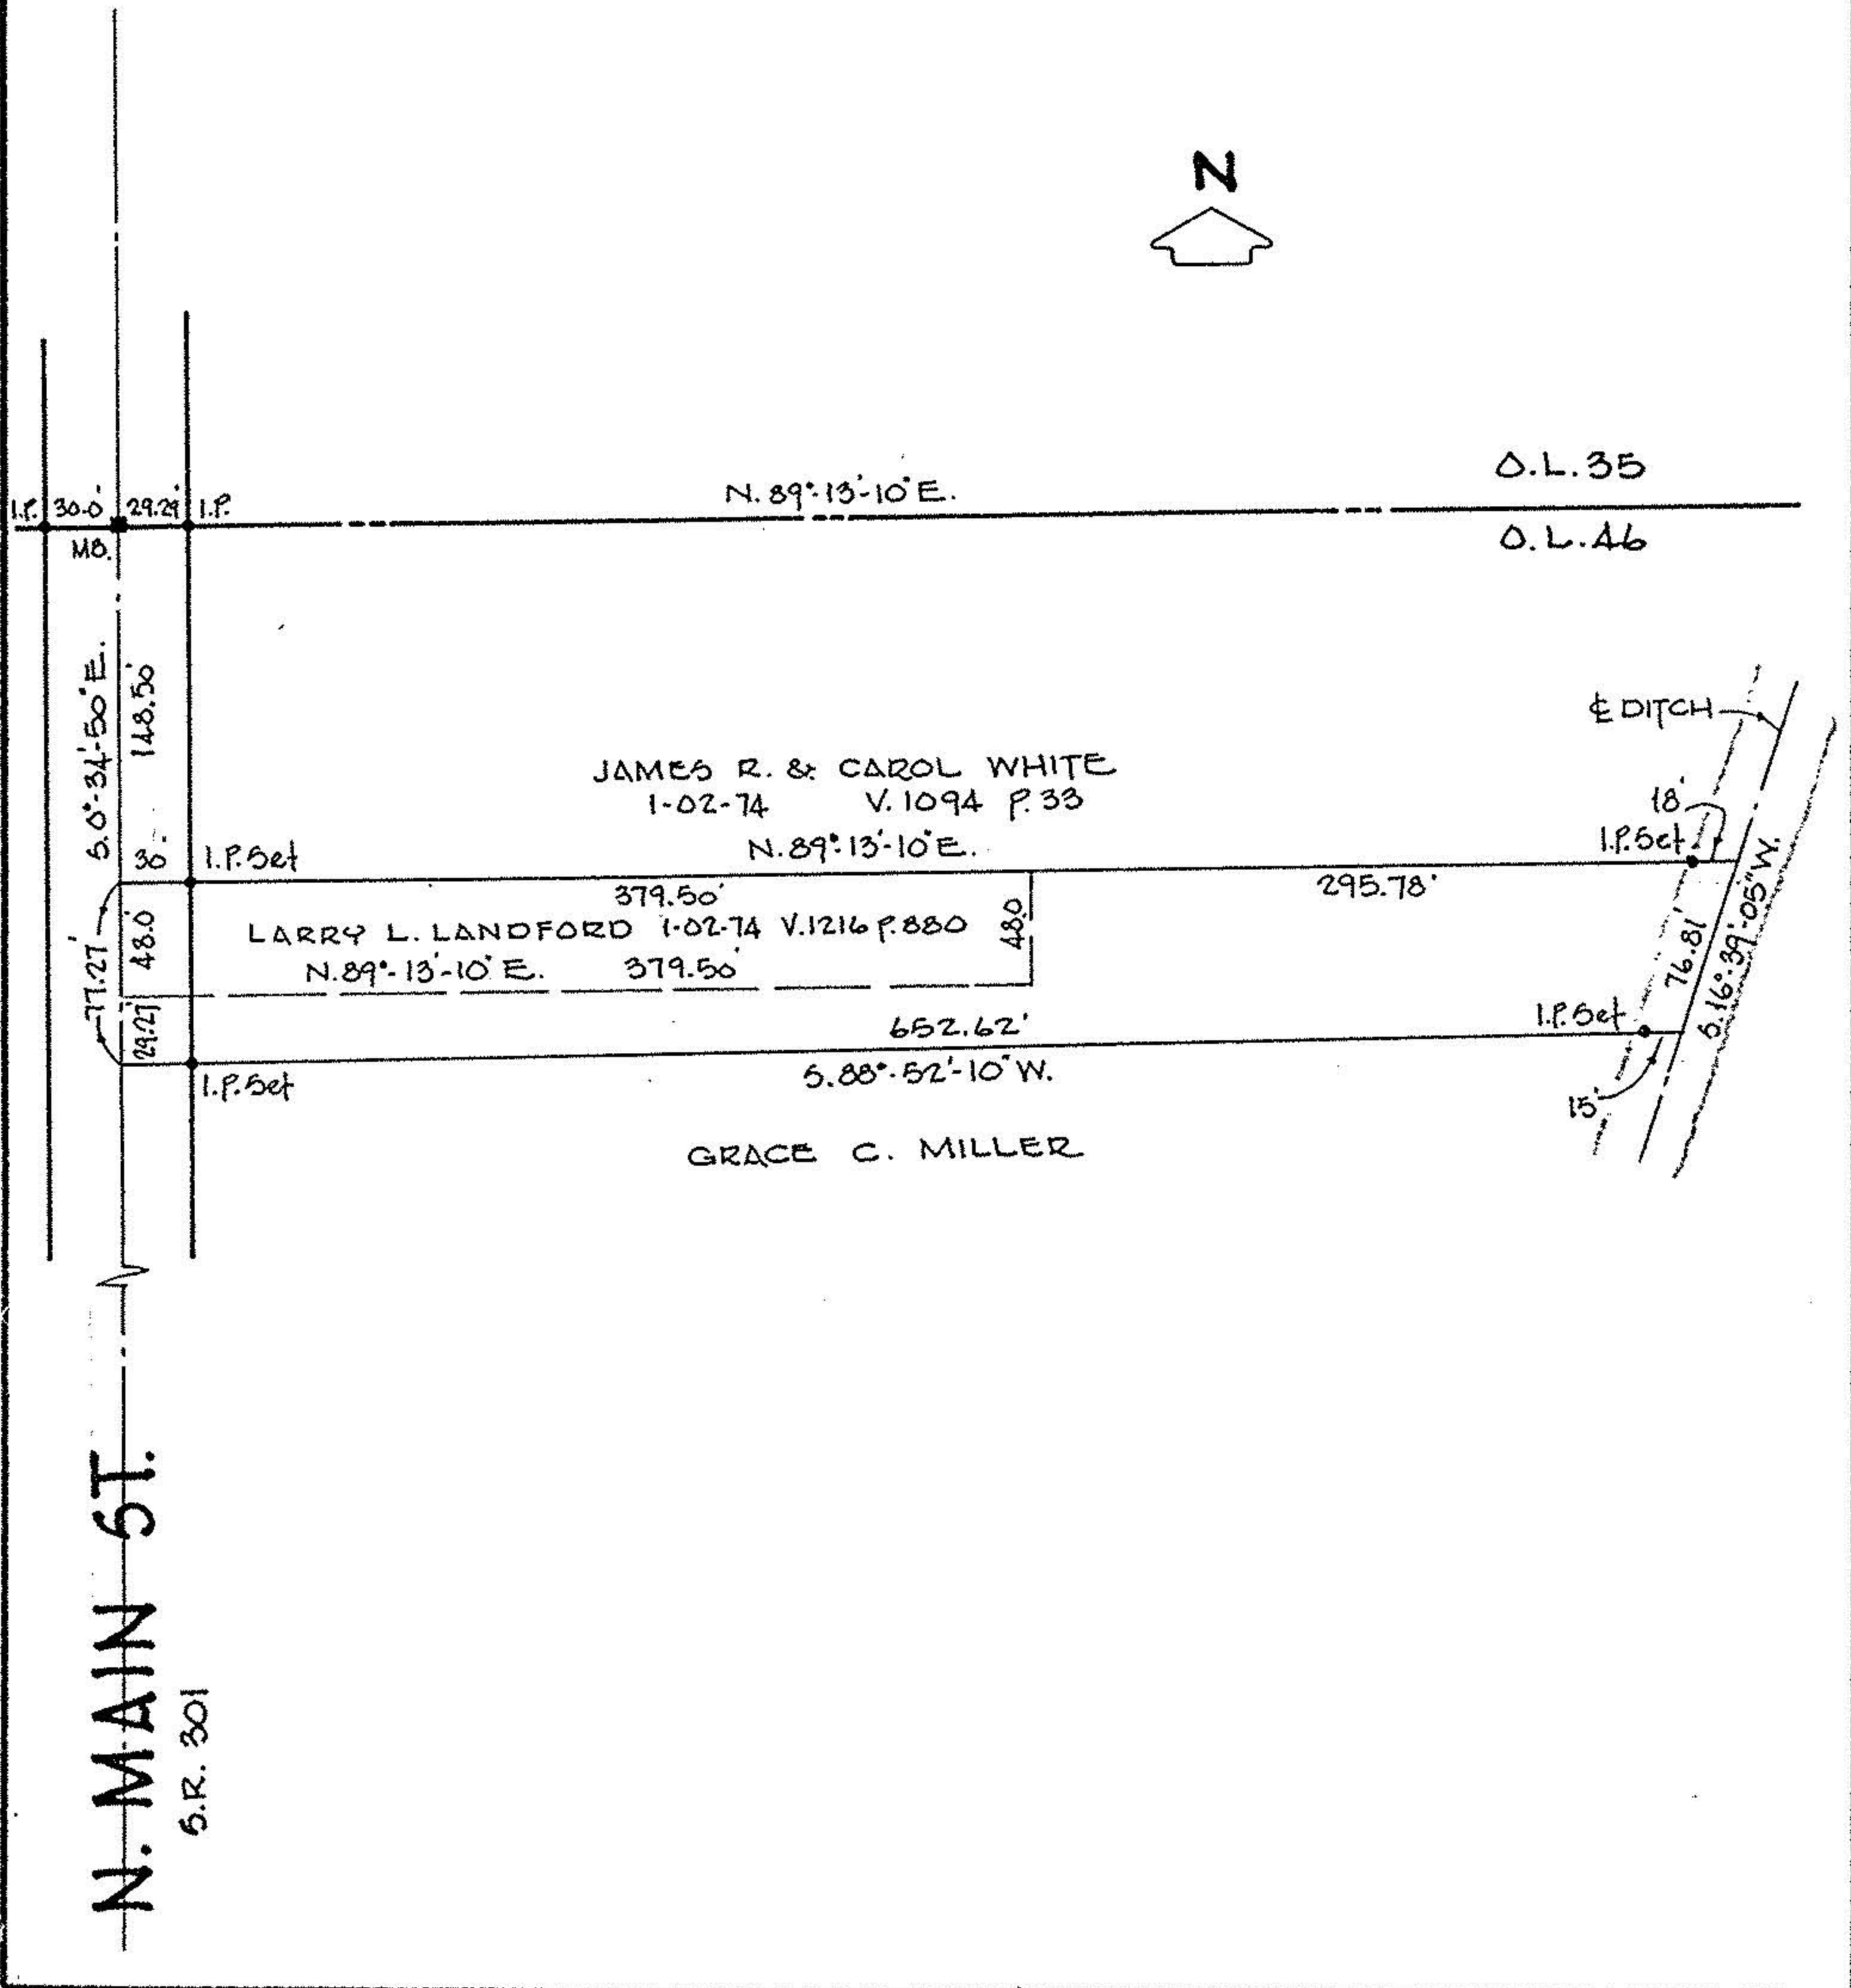 N
O.L.35
N.89°-13'-10"E.
I.P. 30.0' 29.29' I.P.
O.L.46
MB.
S.0°-34'-50"E.
148.50'
℄ DITCH
JAMES R. & CAROL WHITE
1-02-74 V.1094 P.33
18'
I.P.Set
N.89°-13'-10"E.
30' I.P.Set
379.50'
295.78'
77.27'
48.0'
LARRY L. LANDFORD 1-02-74 V.1216 P.880
48.0'
N.89°-13'-10"E. 379.50'
76.81'
S.16°-39'-05"W.
29.27'
652.62'
I.P.Set
I.P.Set
S.88°-52'-10"W.
15'
GRACE C. MILLER
N. MAIN ST.
S.R. 301